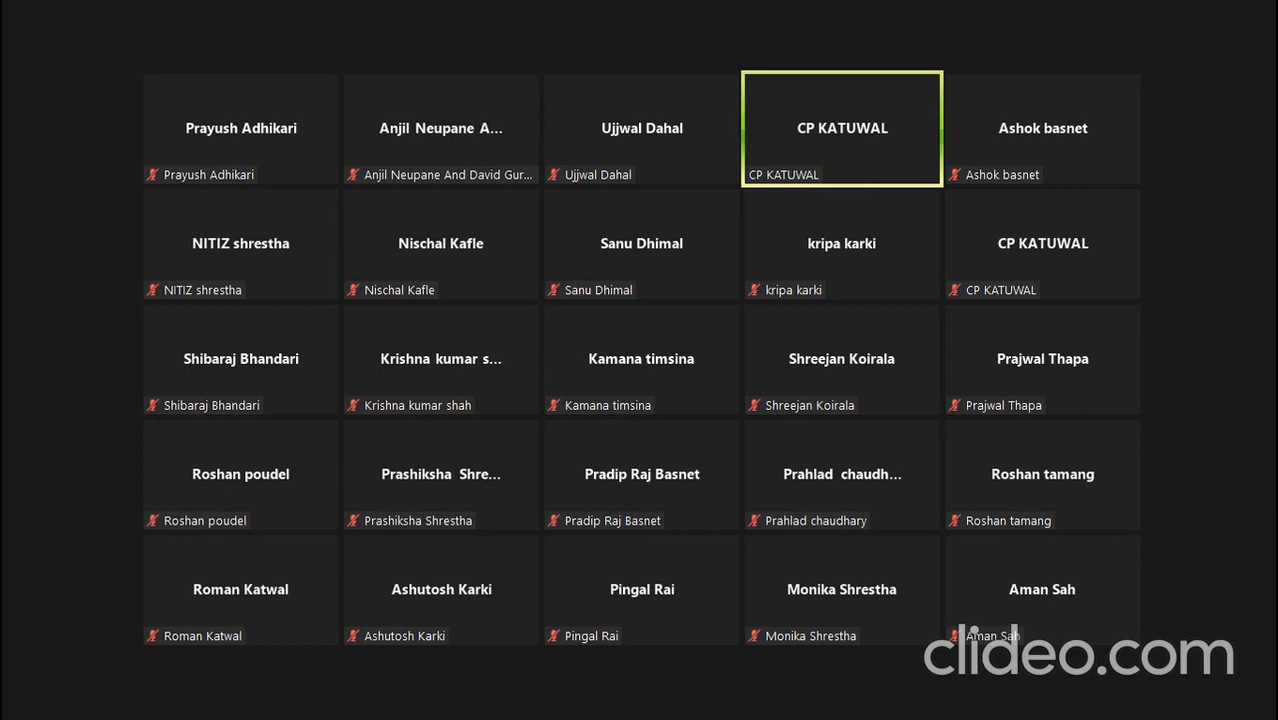 Prayush Adhikari
Anjil Neupane A...
Ujjwal Dahal
CP KATUWAL
Ashok basnet
Prayush Adhikari
Anjil Neupane And David Gur...
Ujjwal Dahal
CP KATUWAL
Ashok basnet
NITIZ shrestha
Nischal Kafle
Sanu Dhimal
kripa karki
CP KATUWAL
NITIZ shrestha
Nischal Kafle
Sanu Dhimal
kripa karki
CP KATUWAL
Shibaraj Bhandari
Krishna kumar s...
Kamana timsina
Shreejan Koirala
Prajwal Thapa
Shibaraj Bhandari
Krishna kumar shah
Kamana timsina
Shreejan Koirala
Prajwal Thapa
Roshan poudel
Prashiksha Shre...
Pradip Raj Basnet
Prahlad chaudh...
Roshan tamang
Roshan poudel
Prashiksha Shrestha
Pradip Raj Basnet
Prahlad chaudhary
Roshan tamang
Roman Katwal
Ashutosh Karki
Pingal Rai
Monika Shrestha
Aman Sah
Roman Katwal
Ashutosh Karki
Pingal Rai
Monika Shrestha
Aman Sah
clideo.com